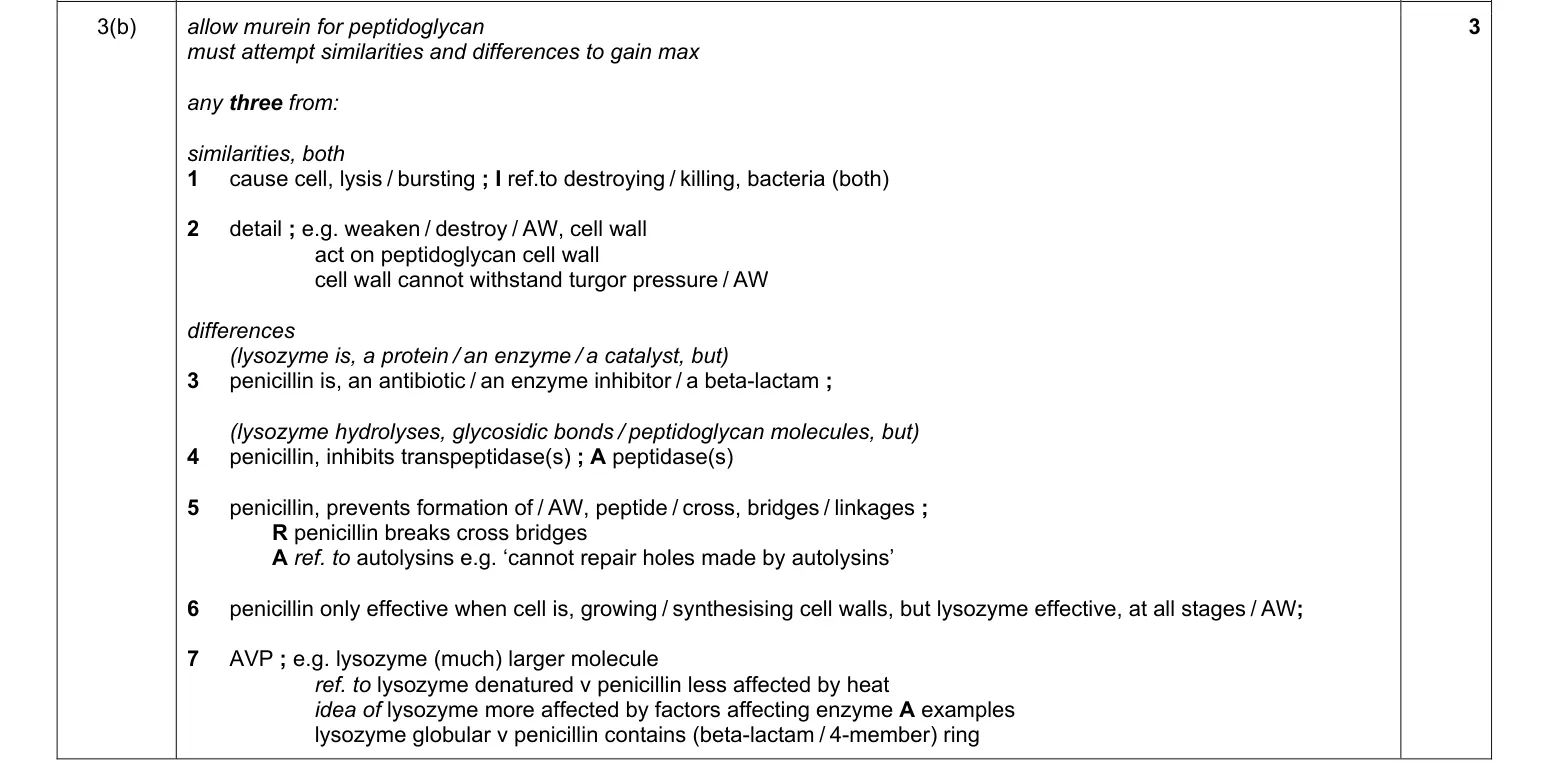 3(b) allow murein for peptidoglycan 3
must attempt similarities and differences to gain max
any three from:
similarities, both
1 cause cell, lysis / bursting ; I ref.to destroying / killing, bacteria (both)
2 detail ; e.g. weaken / destroy / AW, cell wall
act on peptidoglycan cell wall
cell wall cannot withstand turgor pressure / AW
differences
(lysozyme is, a protein / an enzyme / a catalyst, but)
3 penicillin is, an antibiotic / an enzyme inhibitor / a beta-lactam ;
(lysozyme hydrolyses, glycosidic bonds / peptidoglycan molecules, but)
4 penicillin, inhibits transpeptidase(s) ; A peptidase(s)
5 penicillin, prevents formation of / AW, peptide / cross, bridges / linkages ;
R penicillin breaks cross bridges
A ref. to autolysins e.g. ‘cannot repair holes made by autolysins’
6 penicillin only effective when cell is, growing / synthesising cell walls, but lysozyme effective, at all stages / AW;
7 AVP ; e.g. lysozyme (much) larger molecule
ref. to lysozyme denatured v penicillin less affected by heat
idea of lysozyme more affected by factors affecting enzyme A examples
lysozyme globular v penicillin contains (beta-lactam / 4-member) ring